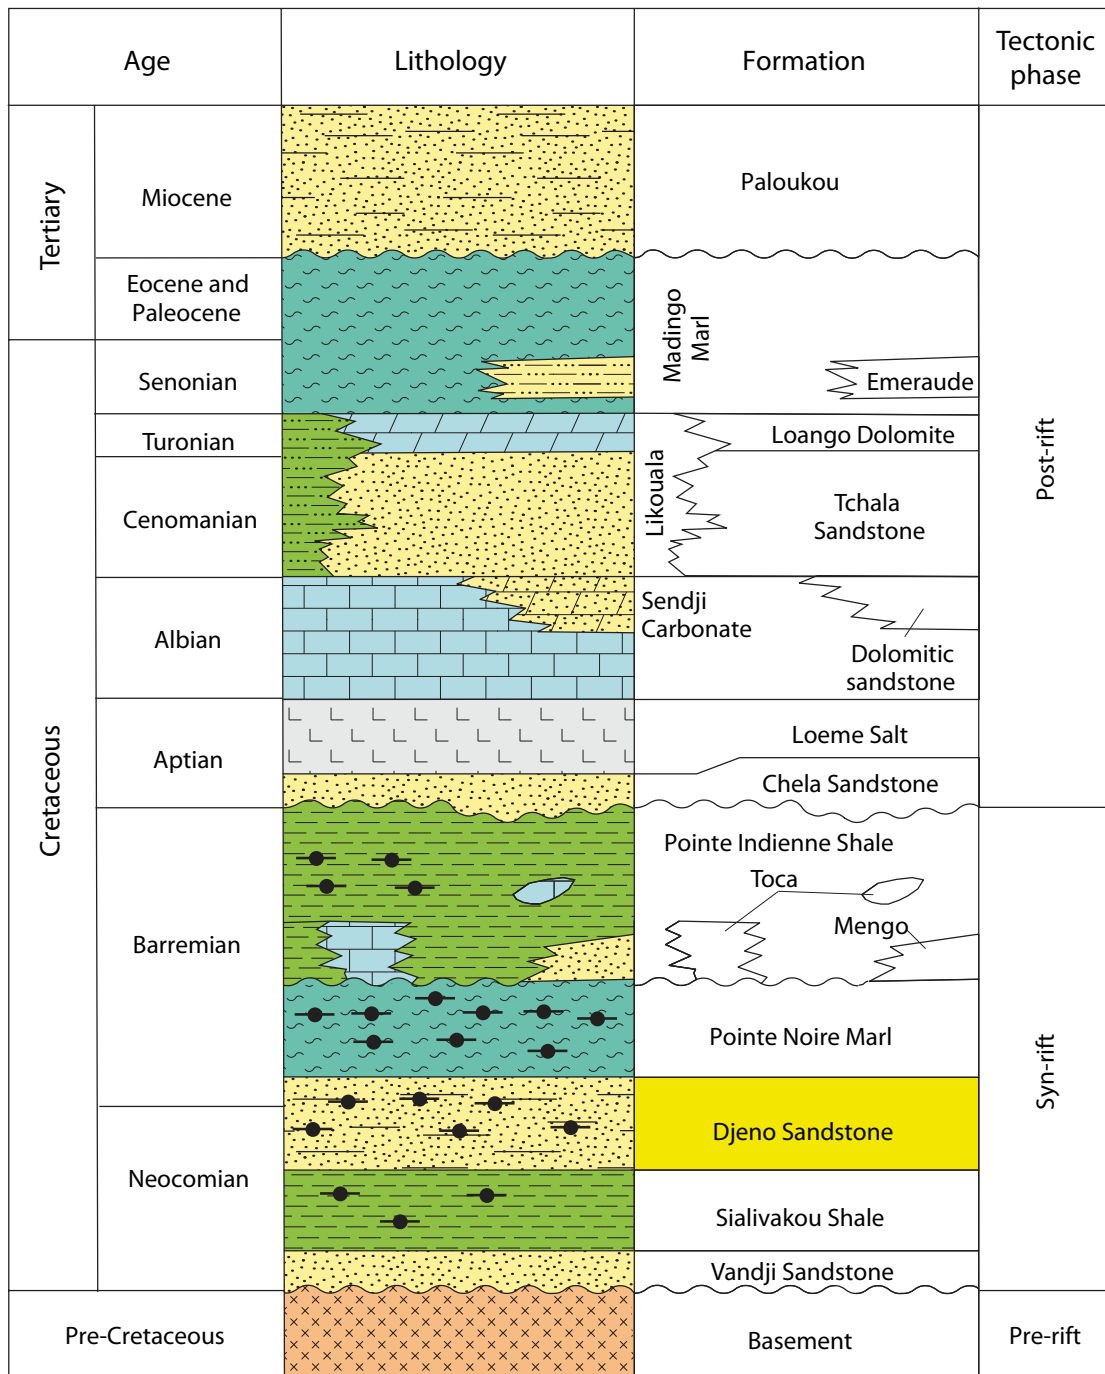 Age
Lithology
Formation
Tectonic
phase
Tertiary
Miocene
Paloukou
Post-rift
Eocene and
Paleocene
Madingo
Marl
Cretaceous
Senonian
Emeraude
Turonian
Loango Dolomite
Likouala
Cenomanian
Tchala
Sandstone
Albian
Sendji
Carbonate
Dolomitic
sandstone
Aptian
Loeme Salt
Chela Sandstone
Barremian
Pointe Indienne Shale
Toca
Mengo
Syn-rift
Pointe Noire Marl
Neocomian
Djeno Sandstone
Sialivakou Shale
Vandji Sandstone
Pre-Cretaceous
Basement
Pre-rift